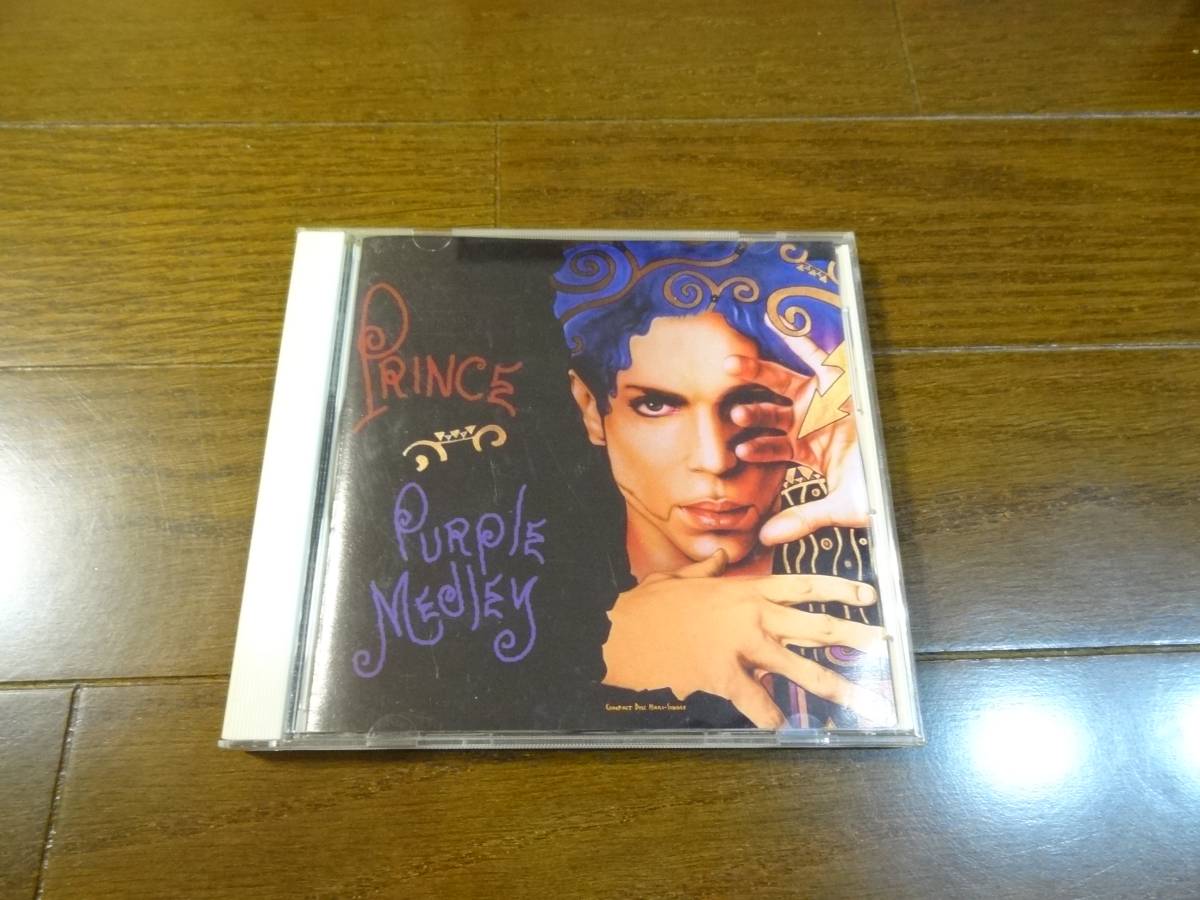 PRINCE
PURPLE
MEDLEY
COMPACT DISC MAXI-SINGLE